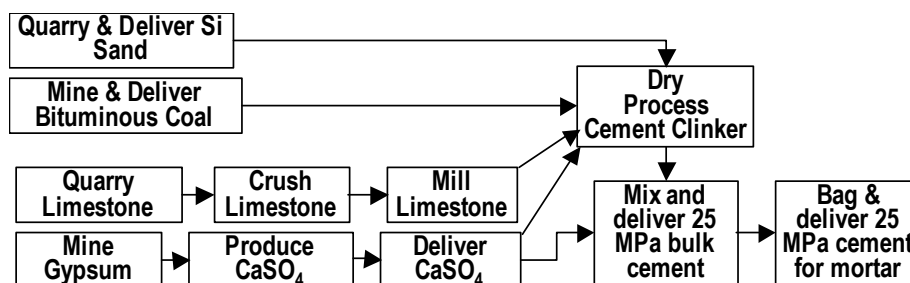 Quarry & Deliver Si
Sand
Mine & Deliver
Bituminous Coal
Dry
Process
Cement Clinker
Quarry
Limestone
Crush
Limestone
Mill
Limestone
Mine
Gypsum
Produce
CaSO₄
Deliver
CaSO₄
Mix and
deliver 25
MPa bulk
cement
Bag &
deliver 25
MPa cement
for mortar